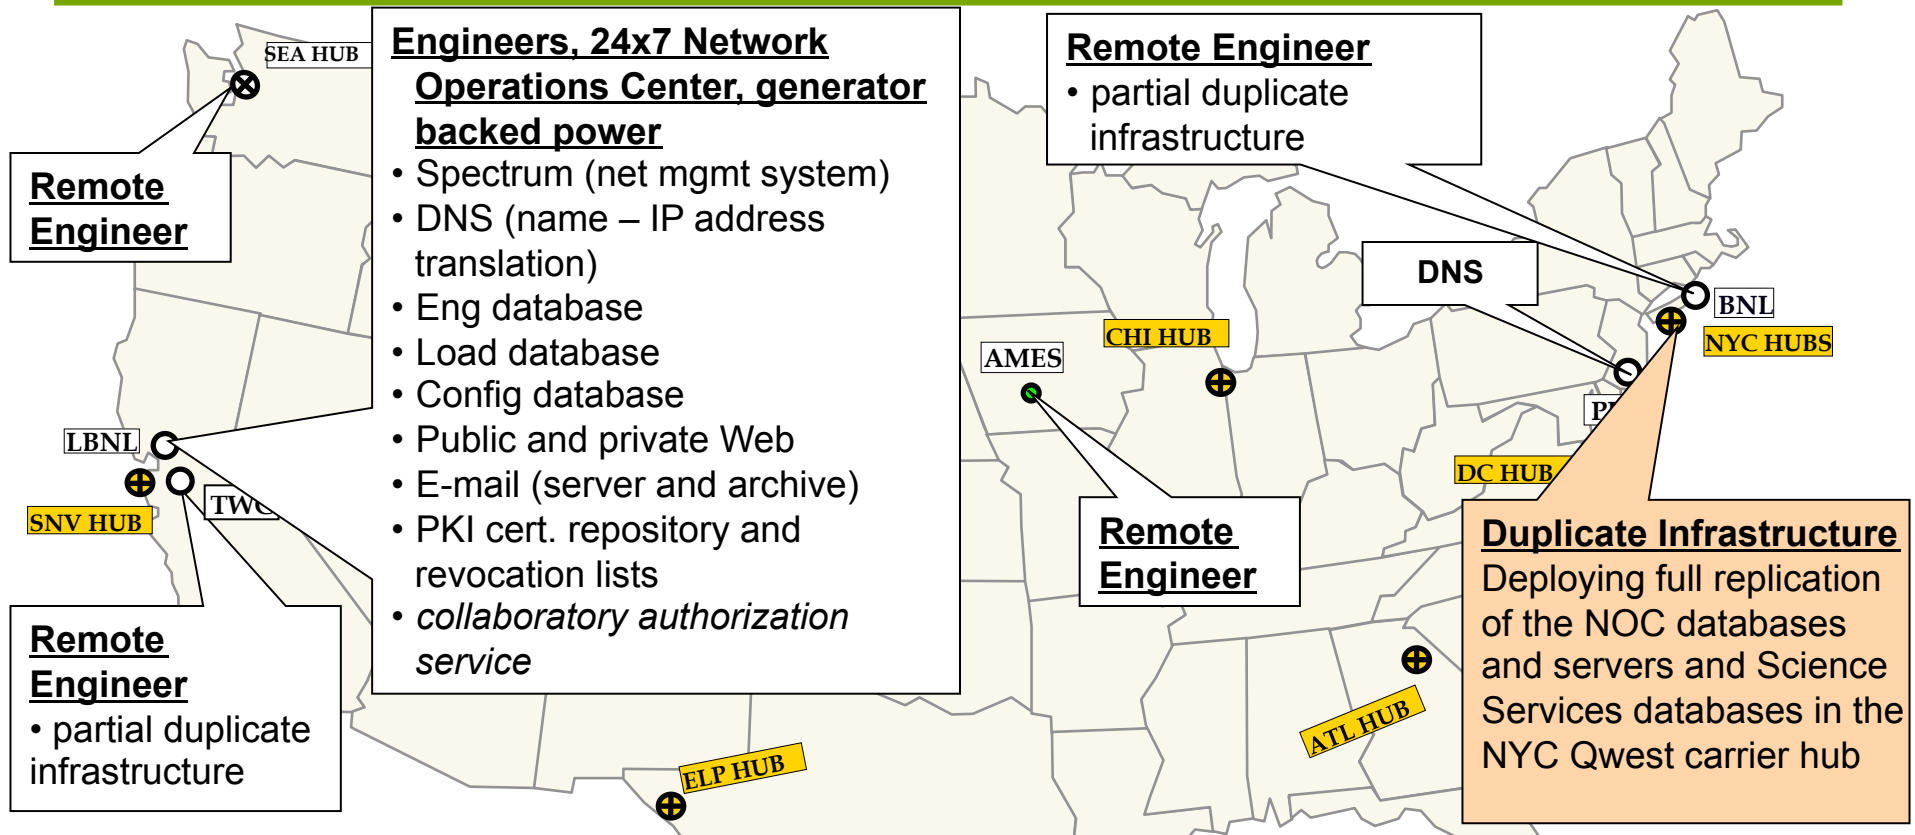 SEA HUB
Remote
Engineer
Engineers, 24x7 Network
Operations Center, generator
backed power
• Spectrum (net mgmt system)
• DNS (name – IP address
translation)
• Eng database
• Load database
• Config database
• Public and private Web
• E-mail (server and archive)
• PKI cert. repository and
revocation lists
• collaboratory authorization
service
Remote Engineer
• partial duplicate
infrastructure
DNS
BNL
NYC HUBS
CHI HUB
AMES
LBNL
SNV HUB
DC HUB
Remote
Engineer
Remote
Engineer
• partial duplicate
infrastructure
ELP HUB
ATL HUB
Duplicate Infrastructure
Deploying full replication
of the NOC databases
and servers and Science
Services databases in the
NYC Qwest carrier hub